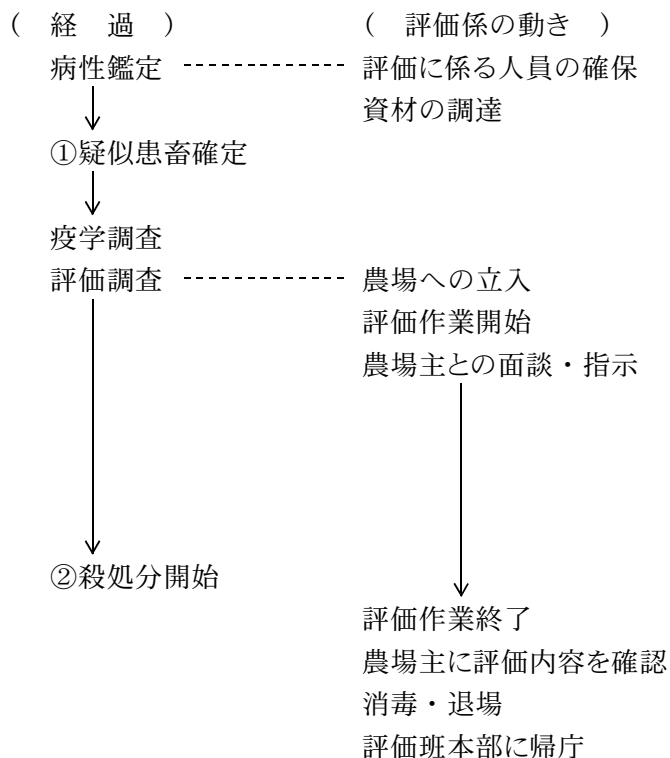 ( 経 過 ) ( 評価係の動き )
病性鑑定 評価に係る人員の確保
資材の調達
①疑似患畜確定
疫学調査
評価調査 農場への立入
評価作業開始
農場主との面談・指示
②殺処分開始
評価作業終了
農場主に評価内容を確認
消毒・退場
評価班本部に帰庁